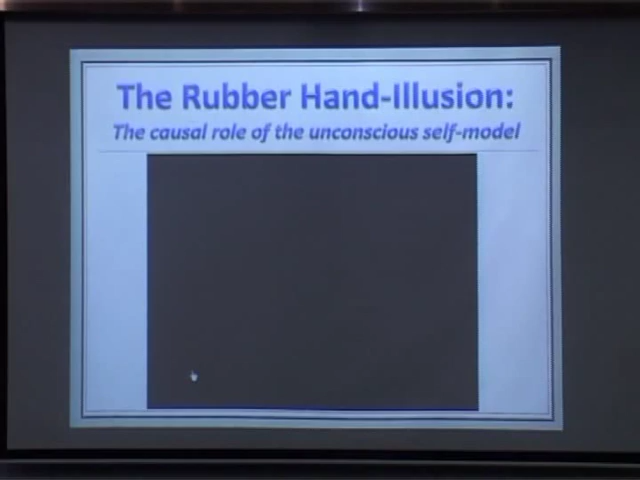 The Rubber Hand-Illusion:
The causal role of the unconscious self-model